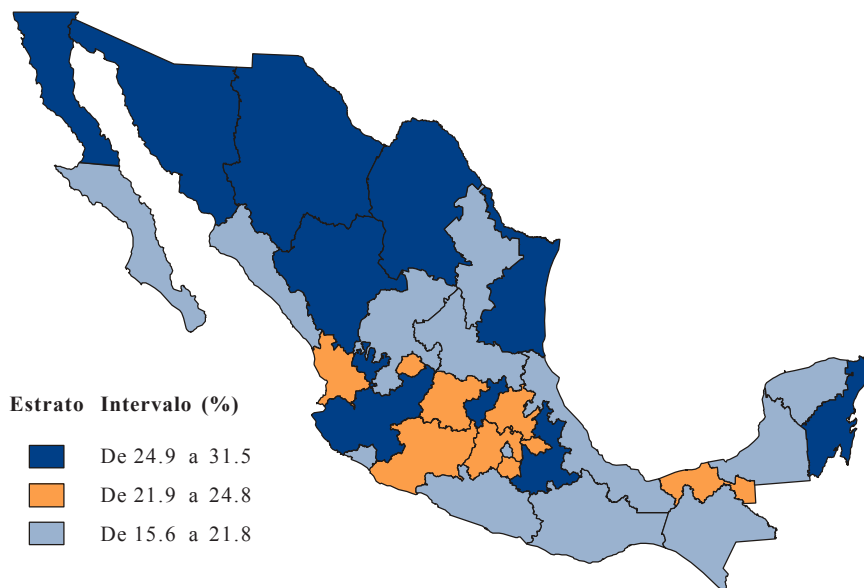 Estrato Intervalo (%)
De 24.9 a 31.5
De 21.9 a 24.8
De 15.6 a 21.8